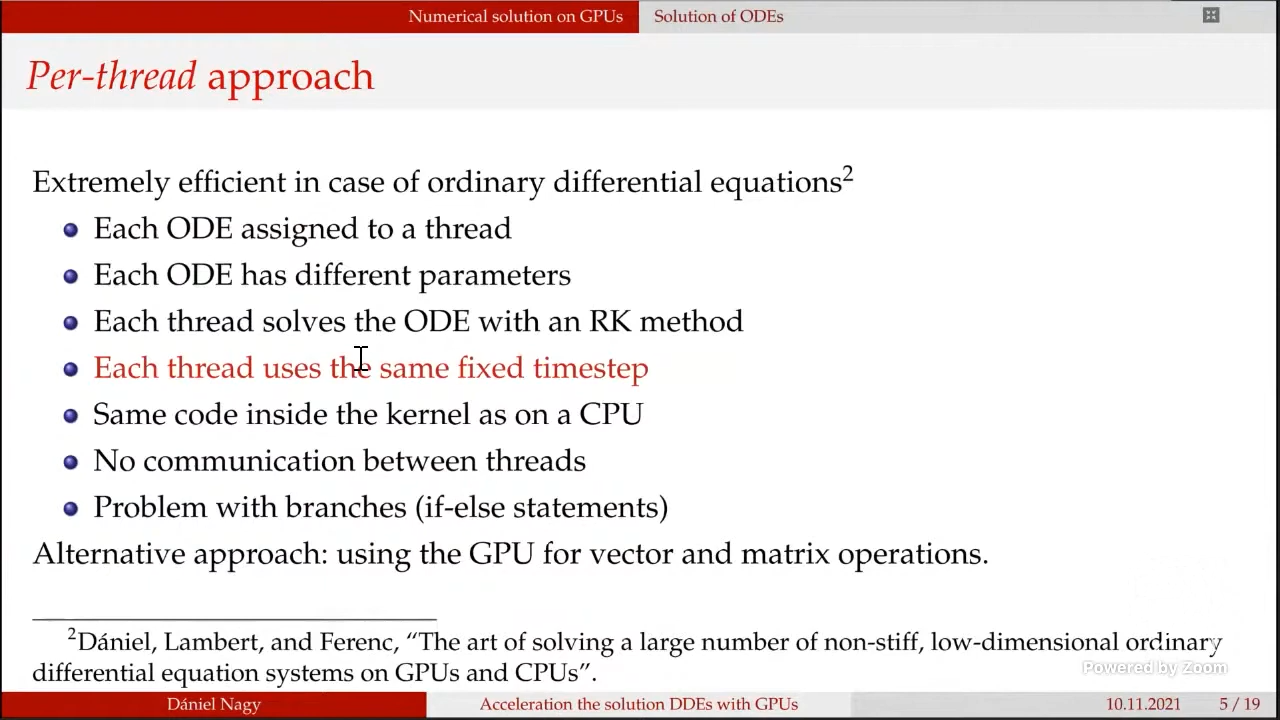 Numerical solution on GPUs Solution of ODEs
Per-thread approach
Extremely efficient in case of ordinary differential equations²
Each ODE assigned to a thread
Each ODE has different parameters
Each thread solves the ODE with an RK method
Each thread uses the same fixed timestep
Same code inside the kernel as on a CPU
No communication between threads
Problem with branches (if-else statements)
Alternative approach: using the GPU for vector and matrix operations.
²Dániel, Lambert, and Ferenc, “The art of solving a large number of non-stiff, low-dimensional ordinary
differential equation systems on GPUs and CPUs”.
Powered by Zoom
Dániel Nagy Acceleration the solution DDEs with GPUs 10.11.2021 5 / 19